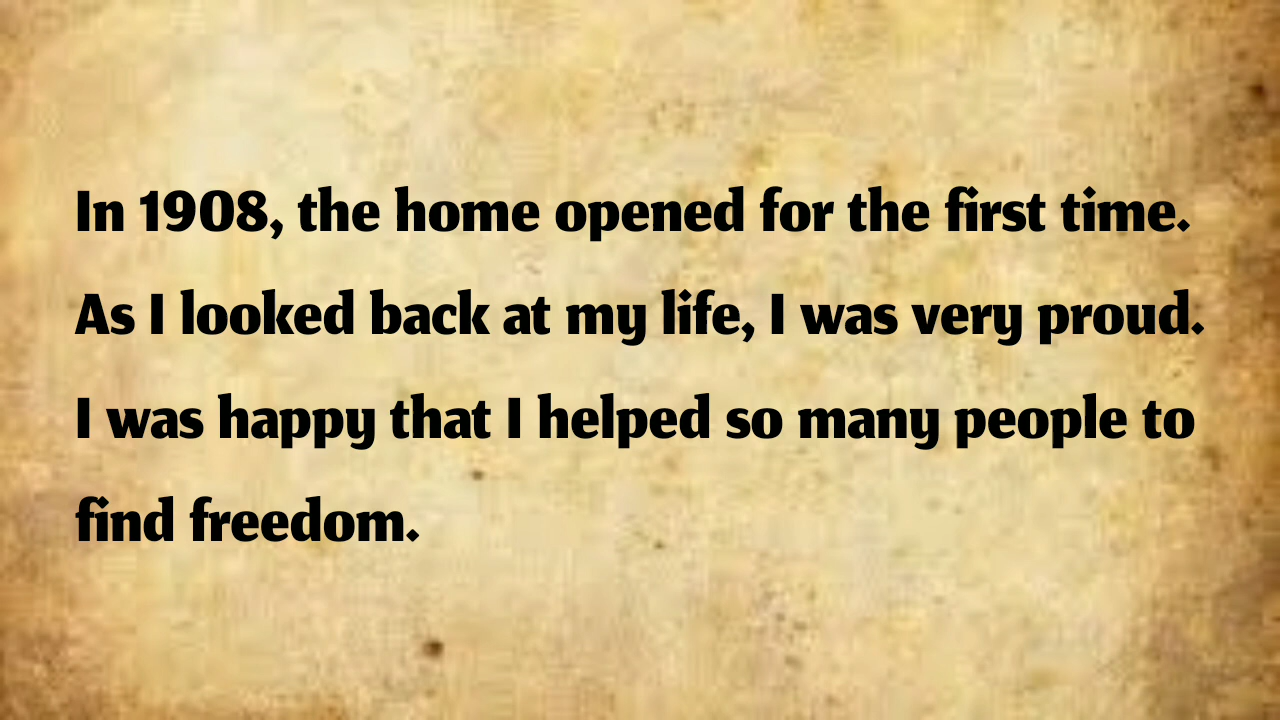 In 1908, the home opened for the first time.
As I looked back at my life, I was very proud.
I was happy that I helped so many people to
find freedom.